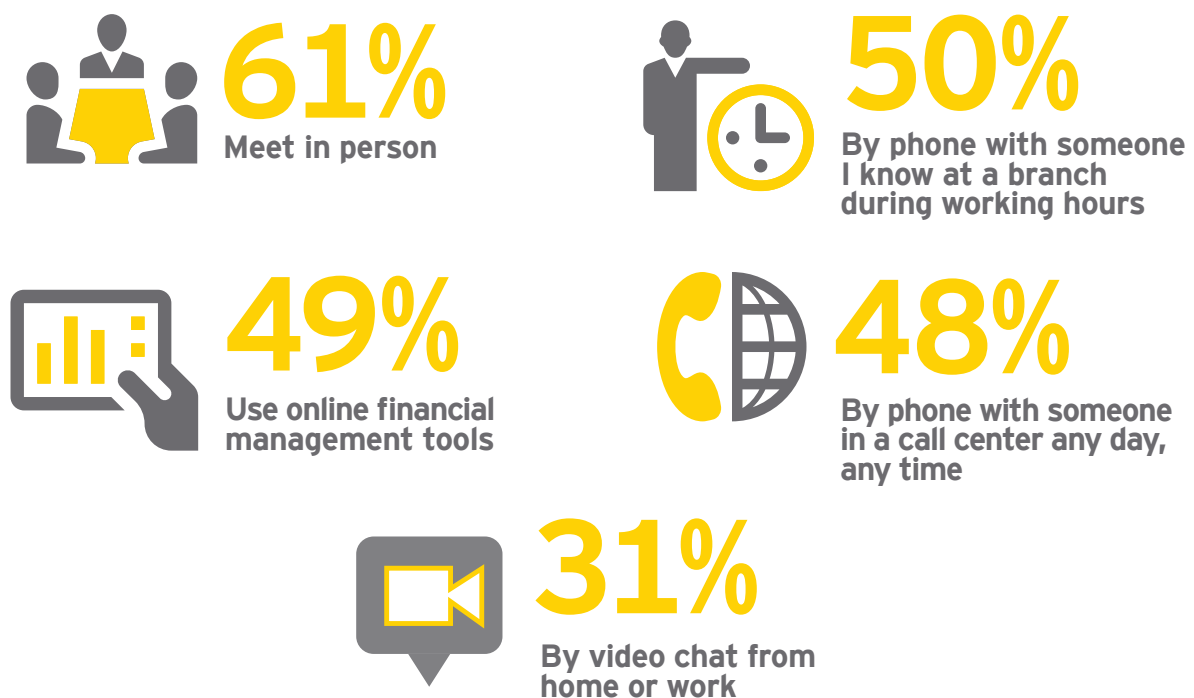 61%
Meet in person
50%
By phone with someone
I know at a branch
during working hours
49%
Use online financial
management tools
48%
By phone with someone
in a call center any day,
any time
31%
By video chat from
home or work